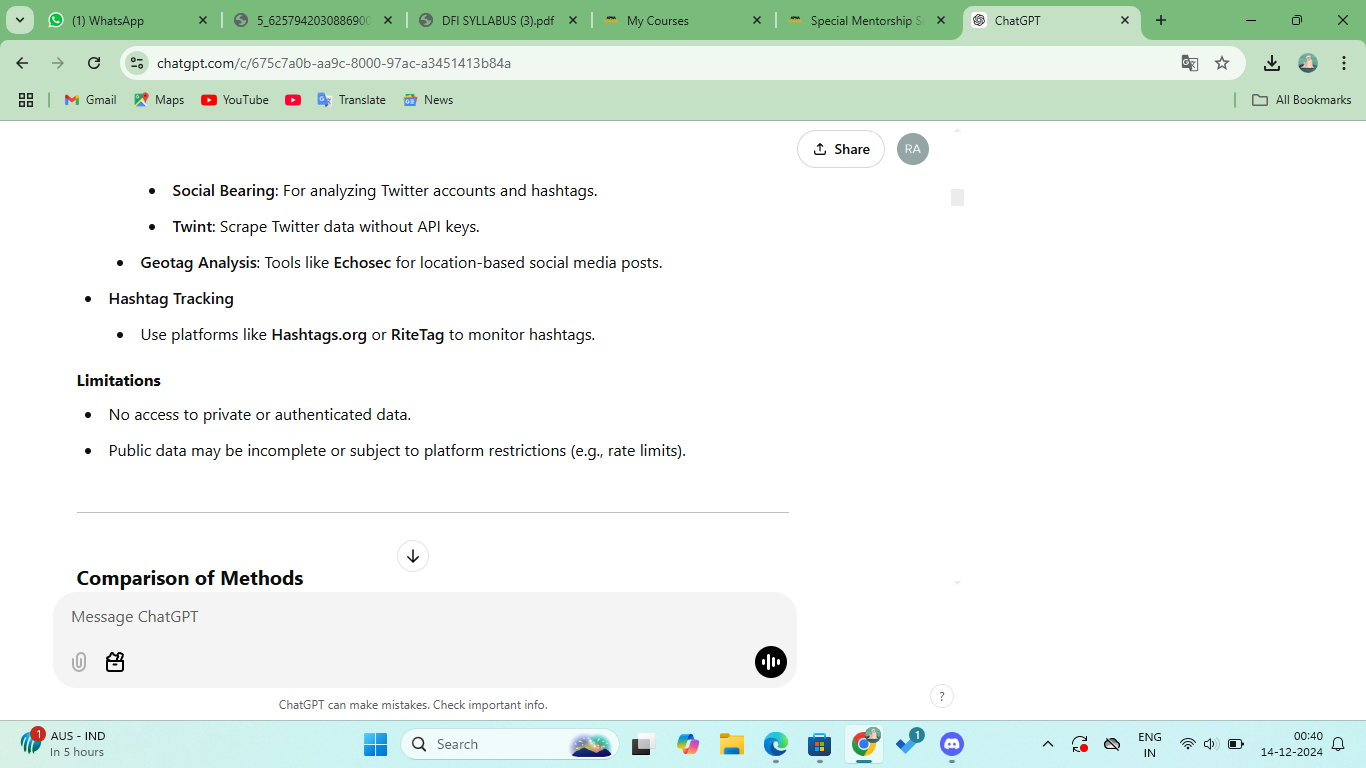 (1) WhatsApp
5_6257942030886900
DFI SYLLABUS (3).pdf
My Courses
Special Mentorship S
ChatGPT
chatgpt.com/c/675c7a0b-aa9c-8000-97ac-a3451413b84a
Gmail
Maps
YouTube
Translate
News
All Bookmarks
Share
RA
• Social Bearing: For analyzing Twitter accounts and hashtags.
• Twint: Scrape Twitter data without API keys.
• Geotag Analysis: Tools like Echosec for location-based social media posts.
• Hashtag Tracking
• Use platforms like Hashtags.org or RiteTag to monitor hashtags.
Limitations
• No access to private or authenticated data.
• Public data may be incomplete or subject to platform restrictions (e.g., rate limits).
Comparison of Methods
Message ChatGPT
ChatGPT can make mistakes. Check important info.
?
1
AUS - IND
In 5 hours
Search
1
ENG
IN
00:40
14-12-2024